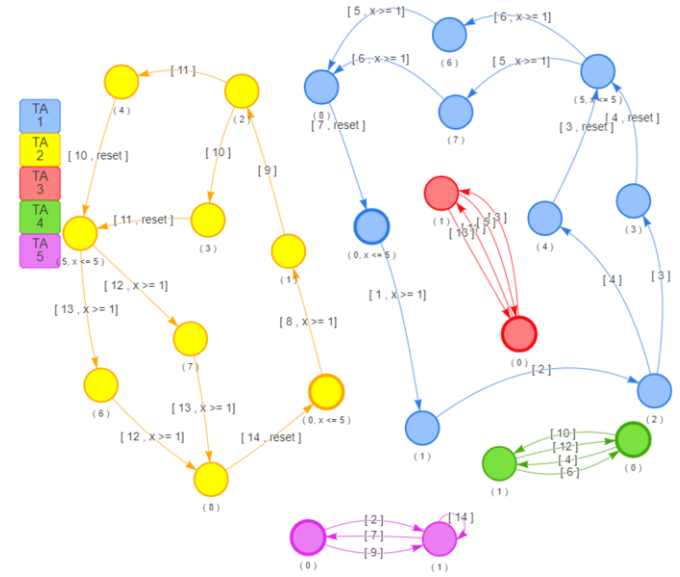 [ 5 , x >= 1]
[ 6 , x >= 1]
( 6 )
[ 6 , x >= 1]
[ 5 , x >= 1]
[ 11 ]
( 4 )
( 2 )
( 8 )
( 7 )
(5, x <= 5)
TA
1
TA
2
TA
3
TA
4
TA
5
[ 7 , reset ]
[ 3 , reset ]
[ 4 , reset ]
[ 10 , reset ]
[ 10 ]
[ 9 ]
[ 11 , reset ]
( 3 )
( 5, x <= 5 )
( 1 )
(0, x <= 5)
( 1 )
[ 13 ]
[ 5 ]
[ 3 ]
( 4 )
( 3 )
[ 12 , x >= 1]
[ 13 , x >= 1]
[ 8 , x >= 1]
[ 1 , x >= 1]
[ 4 ]
[ 3 ]
( 7 )
( 0 )
( 6 )
[ 2 ]
[ 13 , x >= 1]
( 0, x <= 5 )
( 2 )
[ 12 , x >= 1]
[ 14 , reset ]
( 8 )
( 1 )
[ 10 ]
[ 12 ]
[ 4 ]
[ 6 ]
( 0 )
( 1 )
[ 2 ]
[ 7 ]
[ 9 ]
[ 14 ]
( 0 )
( 1 )